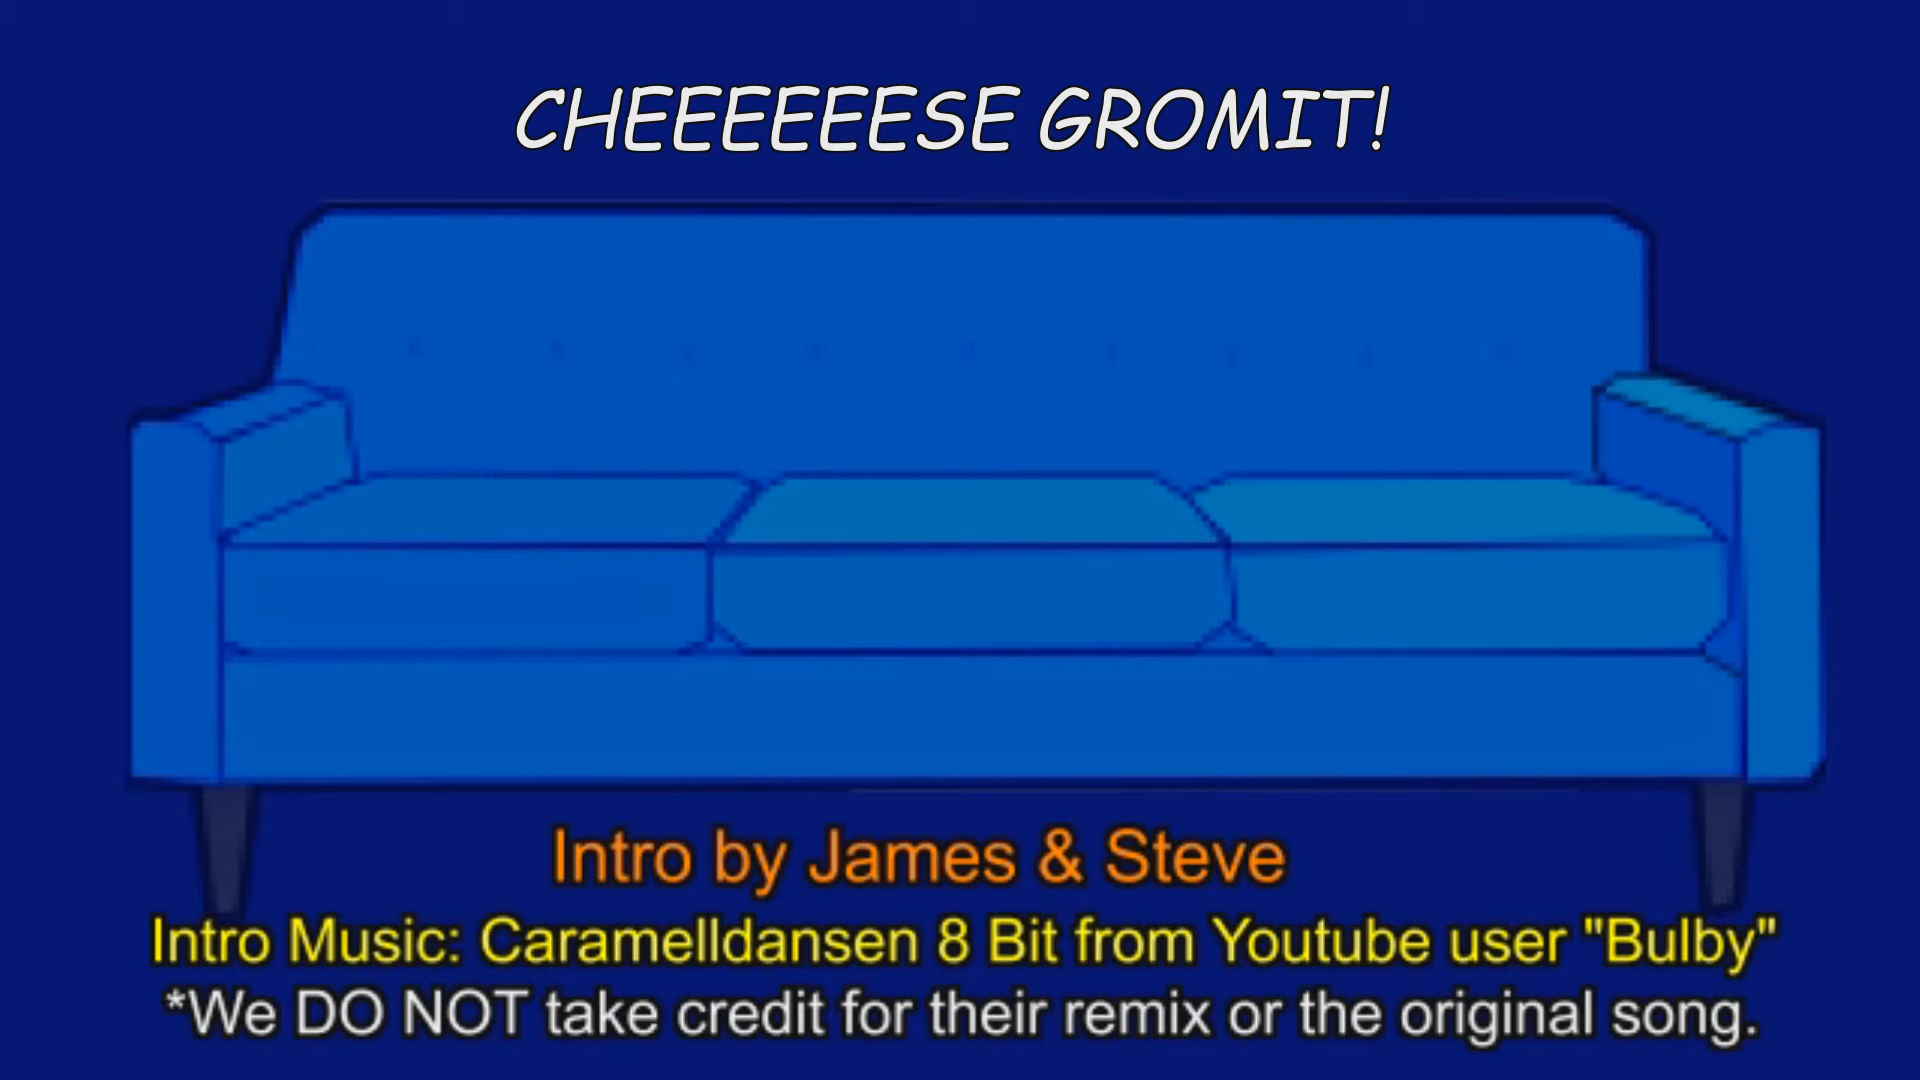 CHEEEEEESE GROMIT!
Intro by James & Steve
Intro Music: Caramelldansen 8 Bit from Youtube user "Bulby"
*We DO NOT take credit for their remix or the original song.